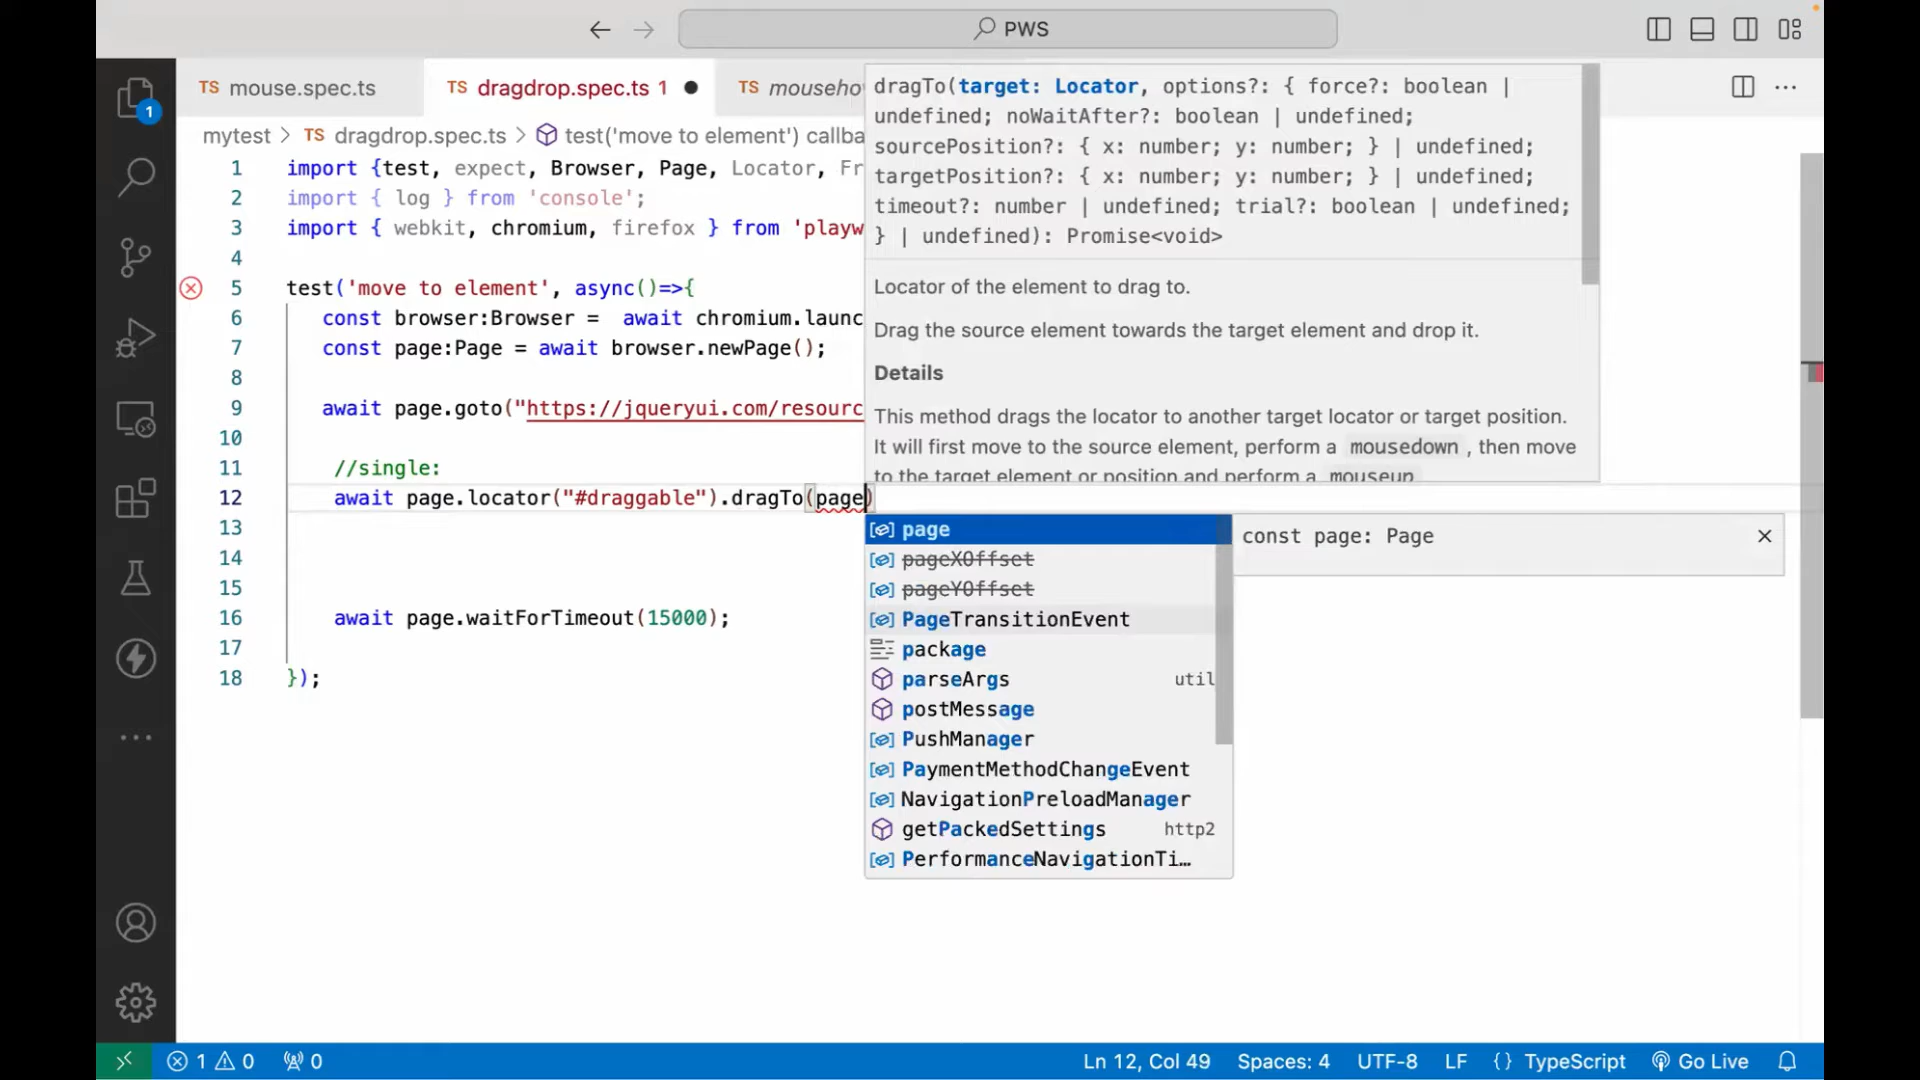 PWS
TS mouse.spec.ts
TS dragdrop.spec.ts 1
TS mouseho
mytest > TS dragdrop.spec.ts > test('move to element') callba
1 import {test, expect, Browser, Page, Locator, Fr
2 import { log } from 'console';
3 import { webkit, chromium, firefox } from 'playw
4
5 test('move to element', async()=>{
6 const browser:Browser = await chromium.launc
7 const page:Page = await browser.newPage();
8
9 await page.goto("https://jqueryui.com/resourc
10
11 //single:
12 await page.locator("#draggable").dragTo(page)
13
14
15
16 await page.waitForTimeout(15000);
17
18 });
dragTo(target: Locator, options?: { force?: boolean |
undefined; noWaitAfter?: boolean | undefined;
sourcePosition?: { x: number; y: number; } | undefined;
targetPosition?: { x: number; y: number; } | undefined;
timeout?: number | undefined; trial?: boolean | undefined;
} | undefined): Promise<void>
Locator of the element to drag to.
Drag the source element towards the target element and drop it.
Details
This method drags the locator to another target locator or target position.
It will first move to the source element, perform a mousedown , then move
to the target element or position and perform a mouseup
page
pageXOffset
pageYOffset
PageTransitionEvent
package
parseArgs util
postMessage
PushManager
PaymentMethodChangeEvent
NavigationPreloadManager
getPackedSettings http2
PerformanceNavigationTi…
const page: Page
1
1 0 0
Ln 12, Col 49 Spaces: 4 UTF-8 LF {} TypeScript Go Live